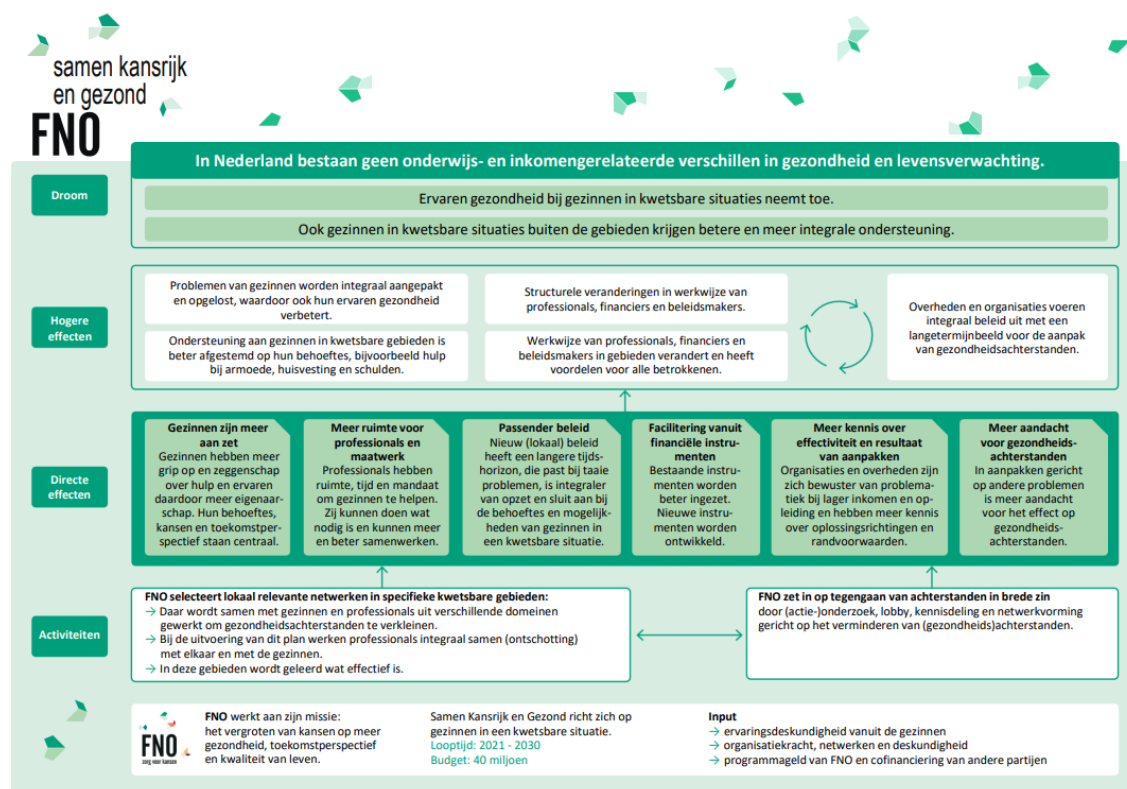 samen kansrijk
en gezond
FNO
In Nederland bestaan geen onderwijs- en inkomengerelateerde verschillen in gezondheid en levensverwachting.
Droom
Ervaren gezondheid bij gezinnen in kwetsbare situaties neemt toe.
Ook gezinnen in kwetsbare situaties buiten de gebieden krijgen betere en meer integrale ondersteuning.
Hogere
effecten
Problemen van gezinnen worden integraal aangepakt
en opgelost, waardoor ook hun ervaren gezondheid
verbetert.
Ondersteuning aan gezinnen in kwetsbare gebieden is
beter afgestemd op hun behoeftes, bijvoorbeeld hulp
bij armoede, huisvesting en schulden.
Structurele veranderingen in werkwijze van
professionals, financiers en beleidsmakers.
Werkwijze van professionals, financiers en
beleidsmakers in gebieden verandert en heeft
voordelen voor alle betrokkenen.
Overheden en organisaties voeren
integraal beleid uit met een
langetermijnbeeld voor de aanpak
van gezondheidsachterstanden.
Directe
effecten
Gezinnen zijn meer
aan zet
Gezinnen hebben meer
grip op en zeggenschap
over hulp en ervaren
daardoor meer eigenaar-
schap. Hun behoeftes,
kansen en toekomstper-
spectief staan centraal.
Meer ruimte voor
professionals en
maatwerk
Professionals hebben
ruimte, tijd en mandaat
om gezinnen te helpen.
Zij kunnen doen wat
nodig is en kunnen meer
en beter samenwerken.
Passender beleid
Nieuw (lokaal) beleid
heeft een langere tijds-
horizon, die past bij taaie
problemen, is integraler
van opzet en sluit aan bij
de behoeftes en mogelijk-
kheden van gezinnen in
een kwetsbare situatie.
Facilitering vanuit
financiële instru-
menten
Bestaande instru-
menten worden
beter ingezet.
Nieuwe instru-
menten worden
ontwikkeld.
Meer kennis over
effectiviteit en resultaat
van aanpakken
Organisaties en overheden zijn
zich bewuster van problema-
tiek bij lager inkomen en op-
leiding en hebben meer kennis
over oplossingsrichtingen en
randvoorwaarden.
Meer aandacht
voor gezondheids-
achterstanden
In aanpakken gericht
op andere problemen
is meer aandacht
voor het effect op
gezondheids-
achterstanden.
Activiteiten
FNO selecteert lokaal relevante netwerken in specifieke kwetsbare gebieden:
→ Daar wordt samen met gezinnen en professionals uit verschillende domeinen
gewerkt om gezondheidsachterstanden te verkleinen.
→ Bij de uitvoering van dit plan werken professionals integraal samen (ontschotting)
met elkaar en met de gezinnen.
→ In deze gebieden wordt geleerd wat effectief is.
FNO zet in op tegengaan van achterstanden in brede zin
door (actie-)onderzoek, lobby, kennisdeling en netwerkvorming
gericht op het verminderen van (gezondheids)achterstanden.
FNO
zorg voor kansen
FNO werkt aan zijn missie:
het vergroten van kansen op meer
gezondheid, toekomstperspectief
en kwaliteit van leven.
Samen Kansrijk en Gezond richt zich op
gezinnen in een kwetsbare situatie.
Looptijd: 2021 - 2030
Budget: 40 miljoen
Input
→ ervaringsdeskundigheid vanuit de gezinnen
→ organisatiekracht, netwerken en deskundigheid
→ programmageld van FNO en cofinanciering van andere partijen